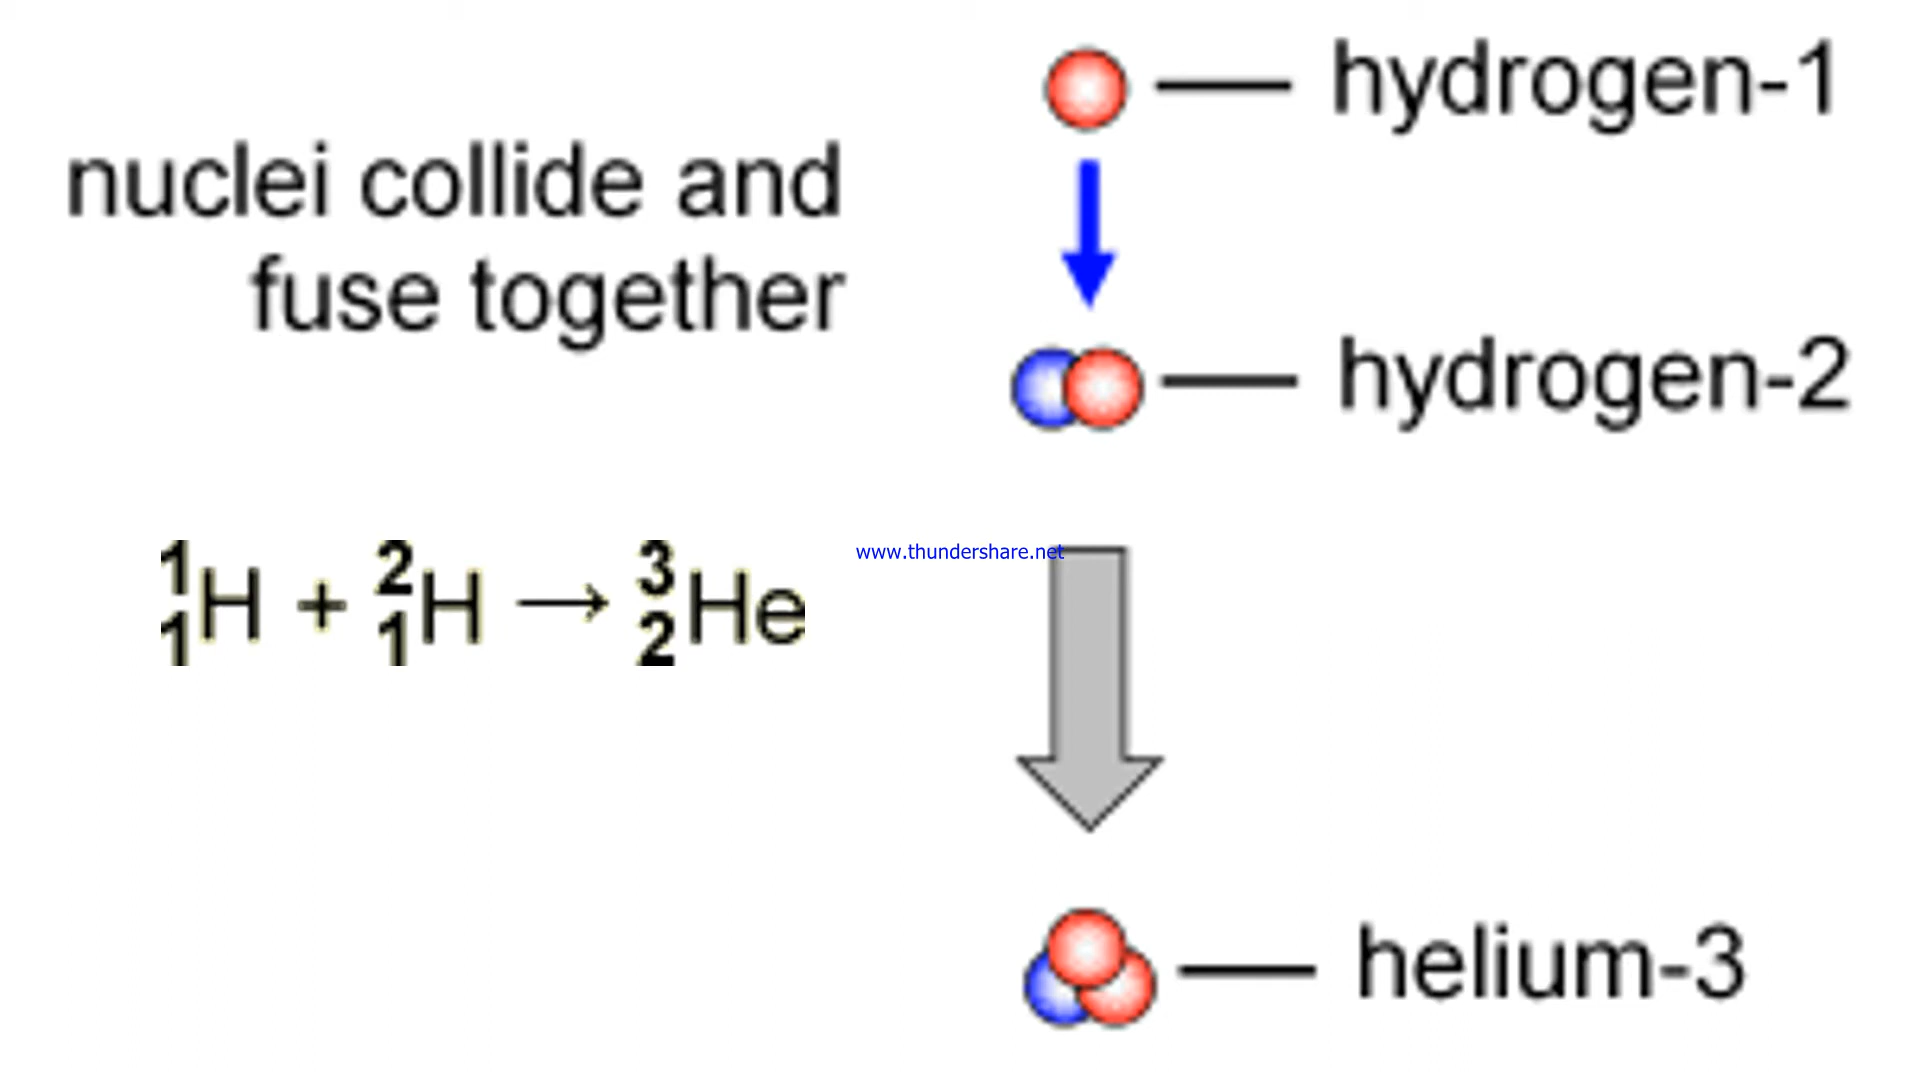 hydrogen-1
nuclei collide and
fuse together
hydrogen-2
www.thundershare.net
¹₁H + ²₁H → ³₂He
helium-3